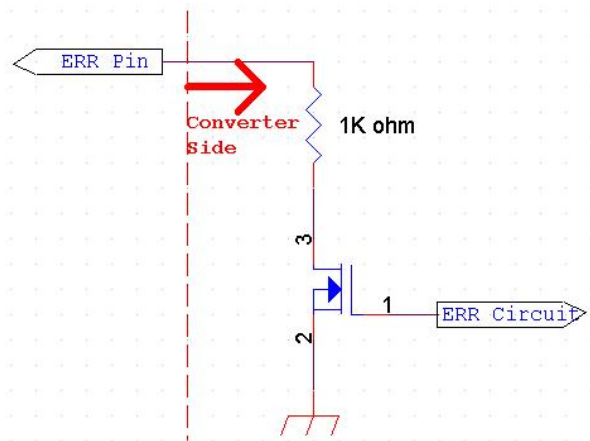 ERR Pin
Converter
Side
1K ohm
3
1
ERR Circuit
2